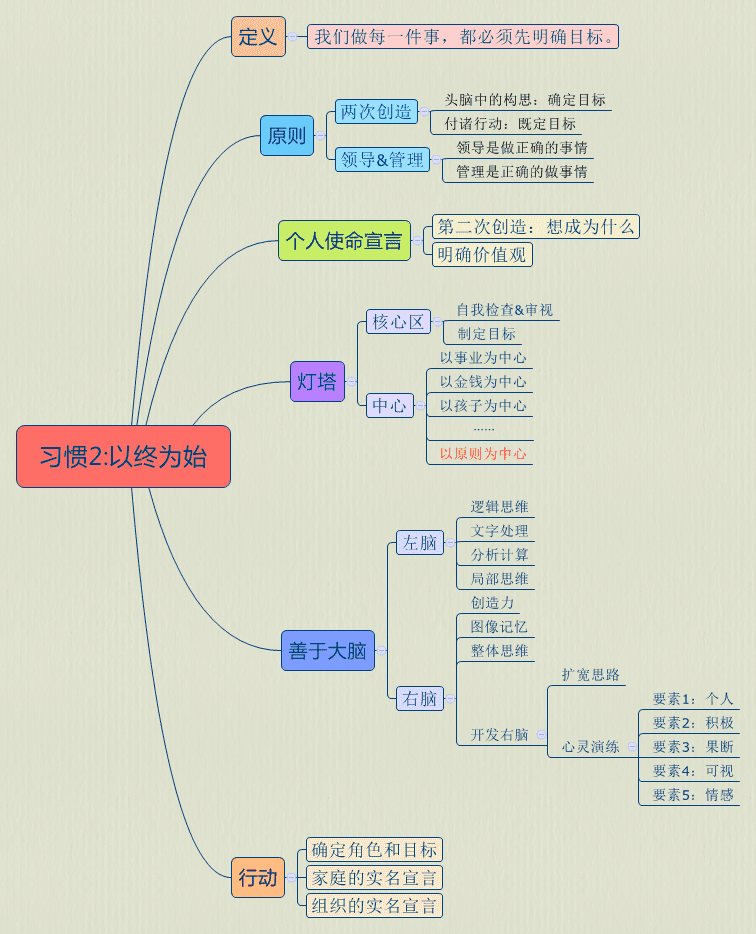 定义
我们做每一件事，都必须先明确目标。
原则
两次创造
头脑中的构思：确定目标
付诸行动：既定目标
领导&管理
领导是做正确的事情
管理是正确的做事情
个人使命宣言
第二次创造：想成为什么
明确价值观
灯塔
核心区
自我检查&审视
制定目标
中心
以事业为中心
以金钱为中心
以孩子为中心
……
以原则为中心
习惯2:以终为始
善于大脑
左脑
逻辑思维
文字处理
分析计算
局部思维
右脑
创造力
图像记忆
整体思维
开发右脑
扩宽思路
心灵演练
要素1：个人
要素2：积极
要素3：果断
要素4：可视
要素5：情感
行动
确定角色和目标
家庭的实名宣言
组织的实名宣言